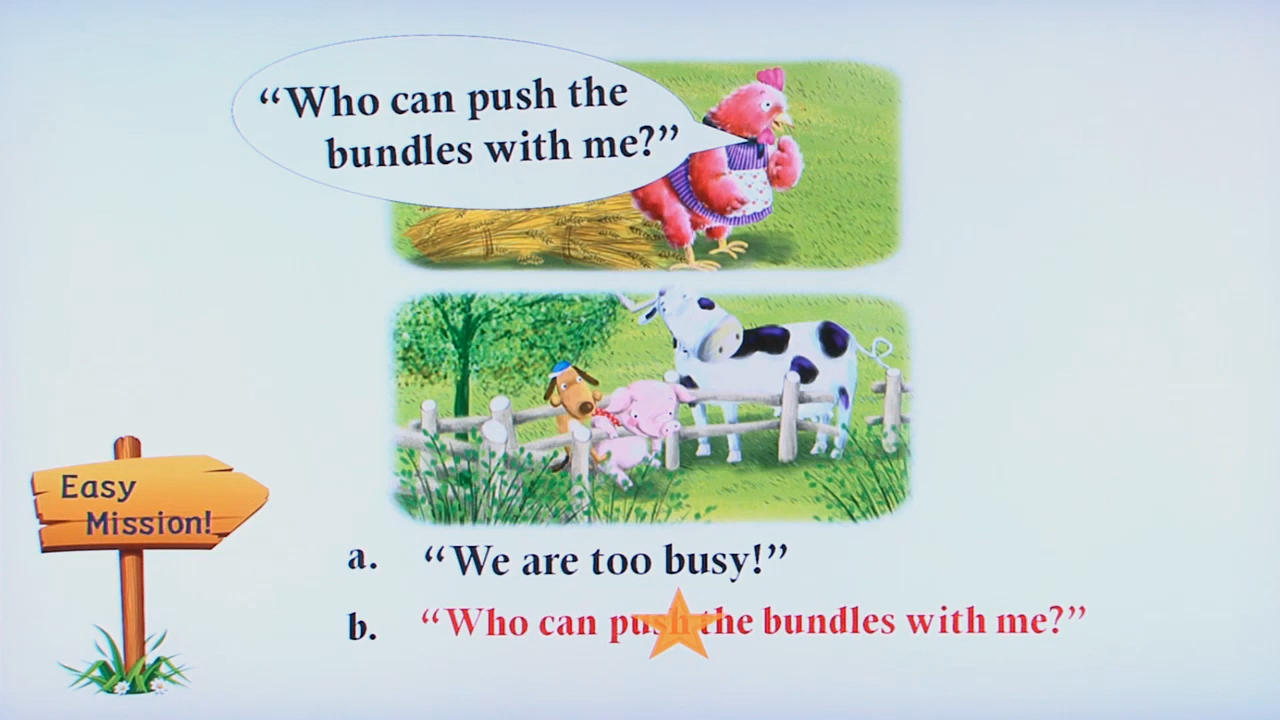 “Who can push the
bundles with me?”
Easy
Mission!
a. “We are too busy!”
b. “Who can push the bundles with me?”